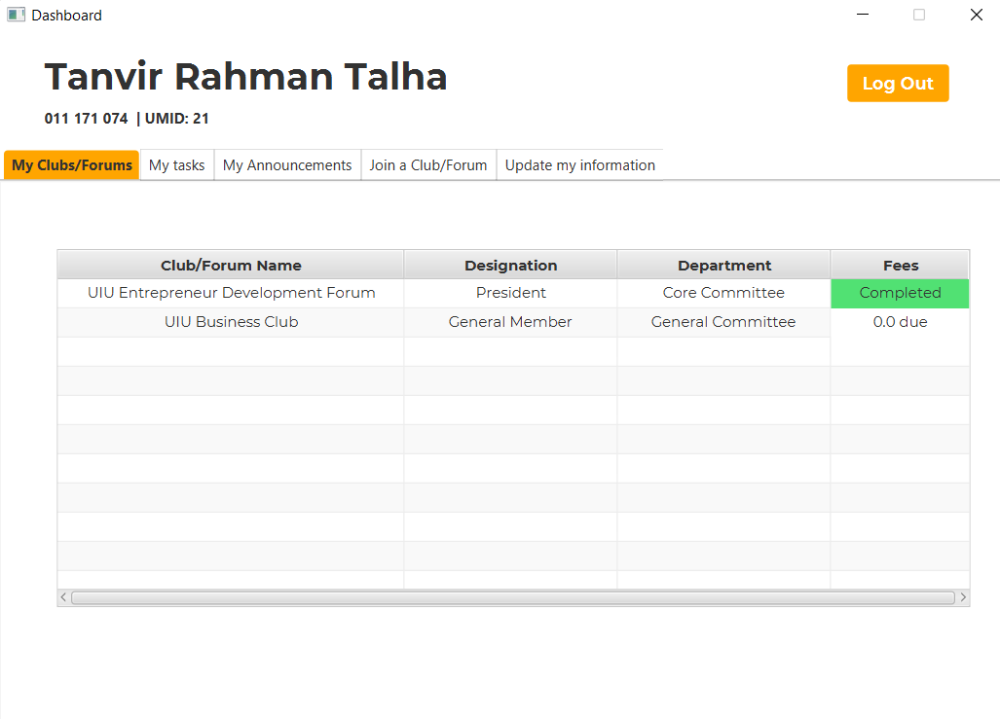 Dashboard
Tanvir Rahman Talha
Log Out
011 171 074 | UMID: 21
My Clubs/Forums My tasks My Announcements Join a Club/Forum Update my information
Club/Forum Name Designation Department Fees
UIU Entrepreneur Development Forum President Core Committee Completed
UIU Business Club General Member General Committee 0.0 due